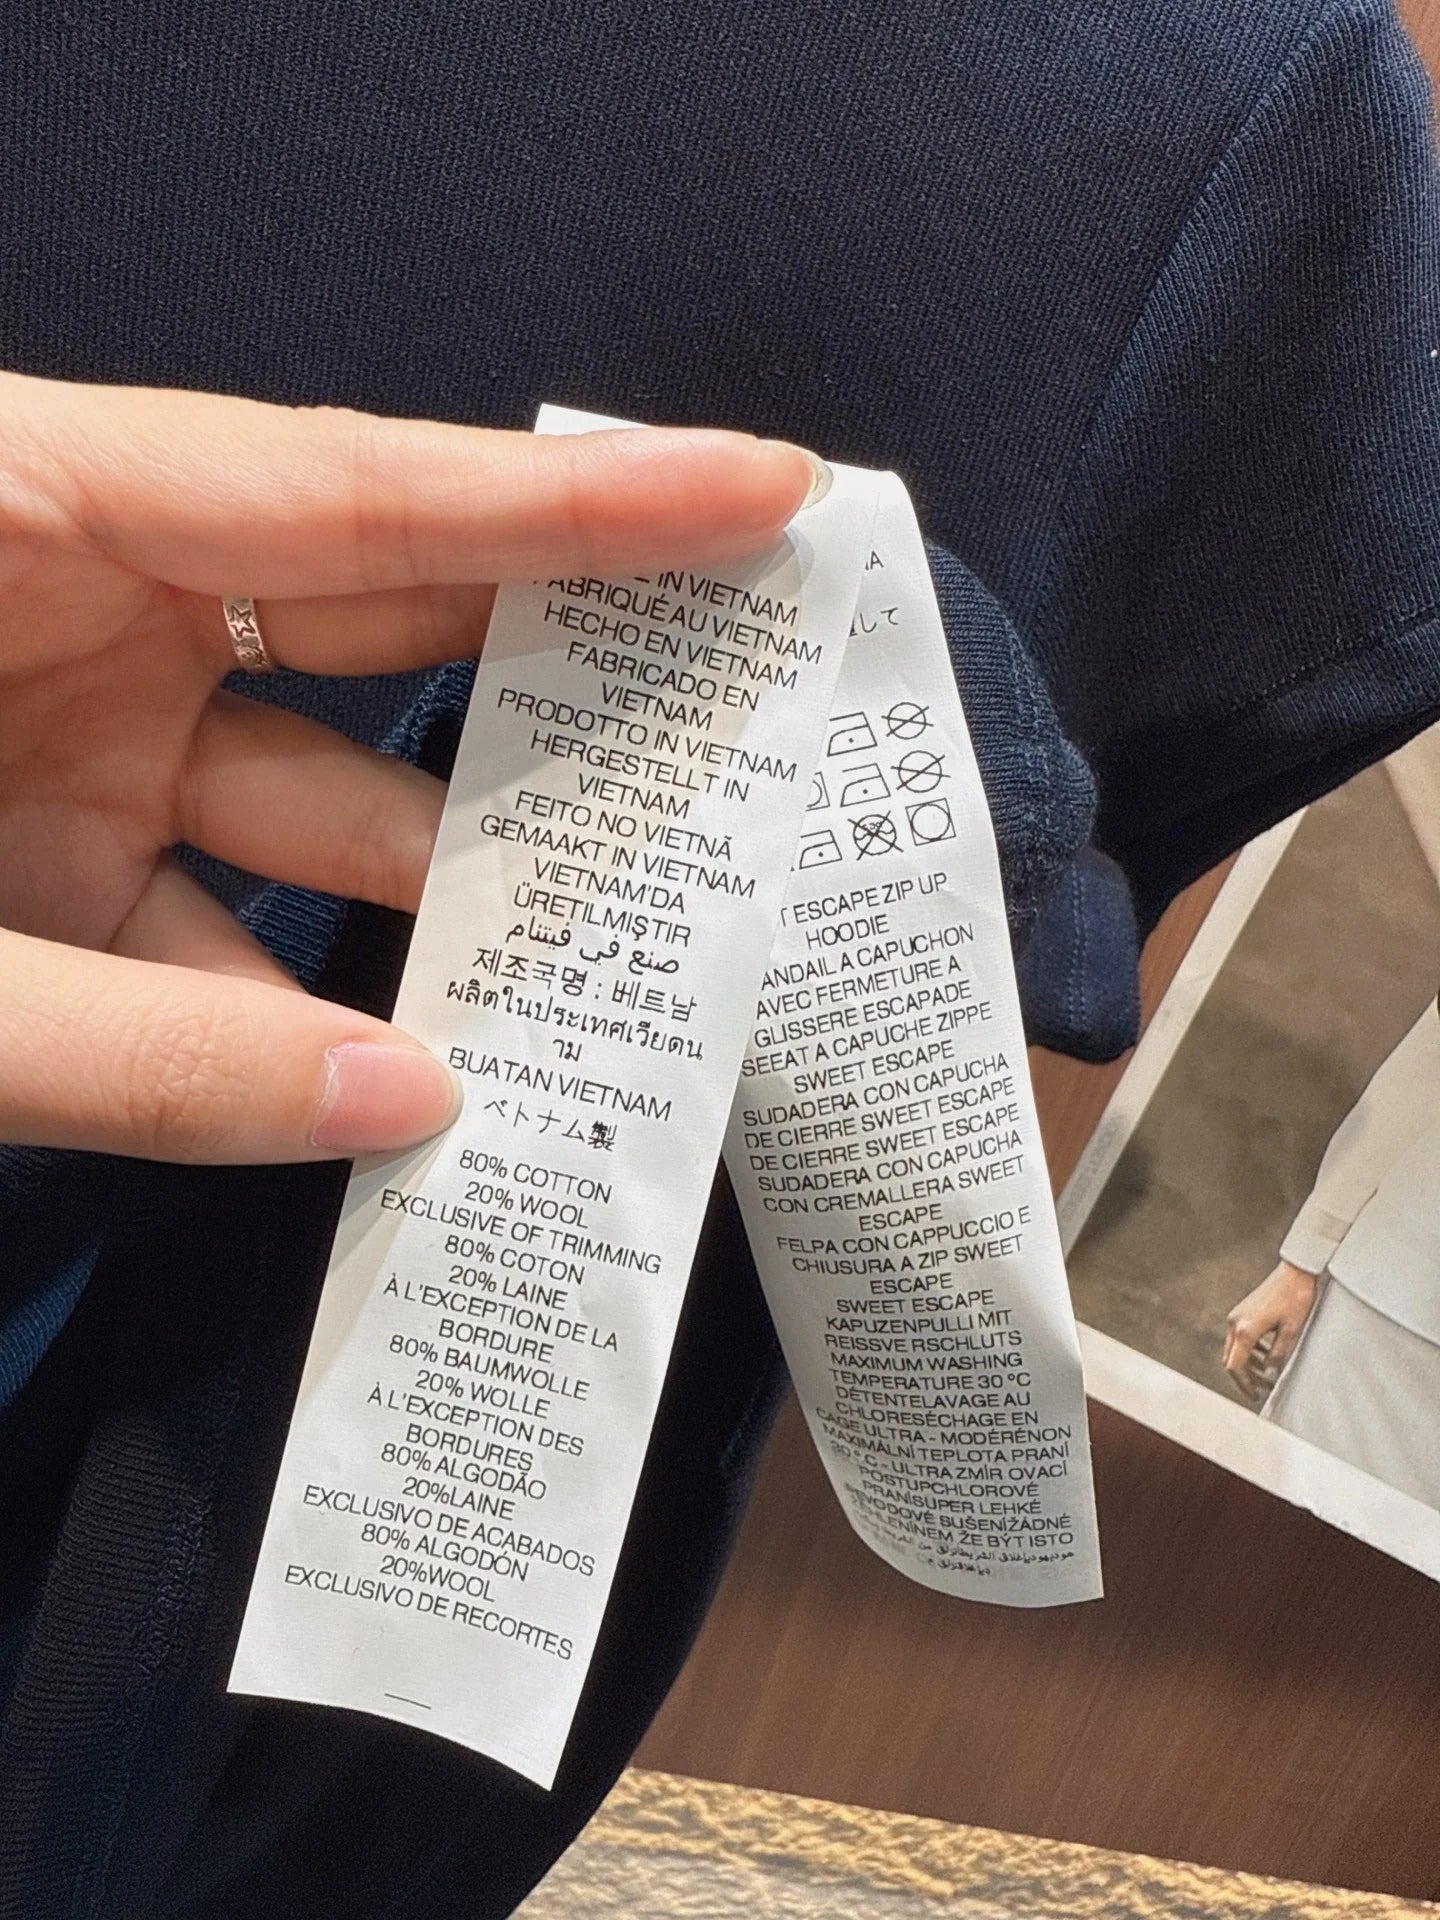 IN VIETNAM
FABRIQUÉ AU VIETNAM
HECHO EN VIETNAM
FABRICADO EN
VIETNAM
PRODOTTO IN VIETNAM
HERGESTELLT IN
VIETNAM
FEITO NO VIETNÃ
GEMAAKT IN VIETNAM
VIETNAM'DA
ÜRETILMIŞTIR
صنع في فيتنام
제조국명 : 베트남
ผลิตในประเทศเวียดน
าม
BUATAN VIETNAM
ベトナム製
80% COTTON
20% WOOL
EXCLUSIVE OF TRIMMING
80% COTON
20% LAINE
À L'EXCEPTION DE LA
BORDURE
80% BAUMWOLLE
20% WOLLE
À L'EXCEPTION DES
BORDURES
80% ALGODÃO
20%LAINE
EXCLUSIVO DE ACABADOS
80% ALGODÓN
20%WOOL
EXCLUSIVO DE RECORTES
して
ESCAPE ZIP UP
HOODIE
ANDAIL A CAPUCHON
AVEC FERMETURE A
GLISSERE ESCAPADE
SEEAT A CAPUCHE ZIPPE
SWEET ESCAPE
SUDADERA CON CAPUCHA
DE CIERRE SWEET ESCAPE
DE CIERRE SWEET ESCAPE
SUDADERA CON CAPUCHA
CON CREMALLERA SWEET
ESCAPE
FELPA CON CAPPUCCIO E
CHIUSURA A ZIP SWEET
ESCAPE
SWEET ESCAPE
KAPUZENPULLI MIT
REISSVE RSCHLUTS
MAXIMUM WASHING
TEMPERATURE 30 °C
DÉTENTELAVAGE AU
CHLORESÉCHAGE EN
CAGE ULTRA - MODÉRÉNON
MAXIMÁLNÍ TEPLOTA PRANÍ
30 ° C - ULTRA ZMÍR OVACÍ
POSTUPCHLOROVÉ
PRANÍSUPER LEHKÉ
SUŠENÍŽÁDNÉ
ŽE BÝT ISTO